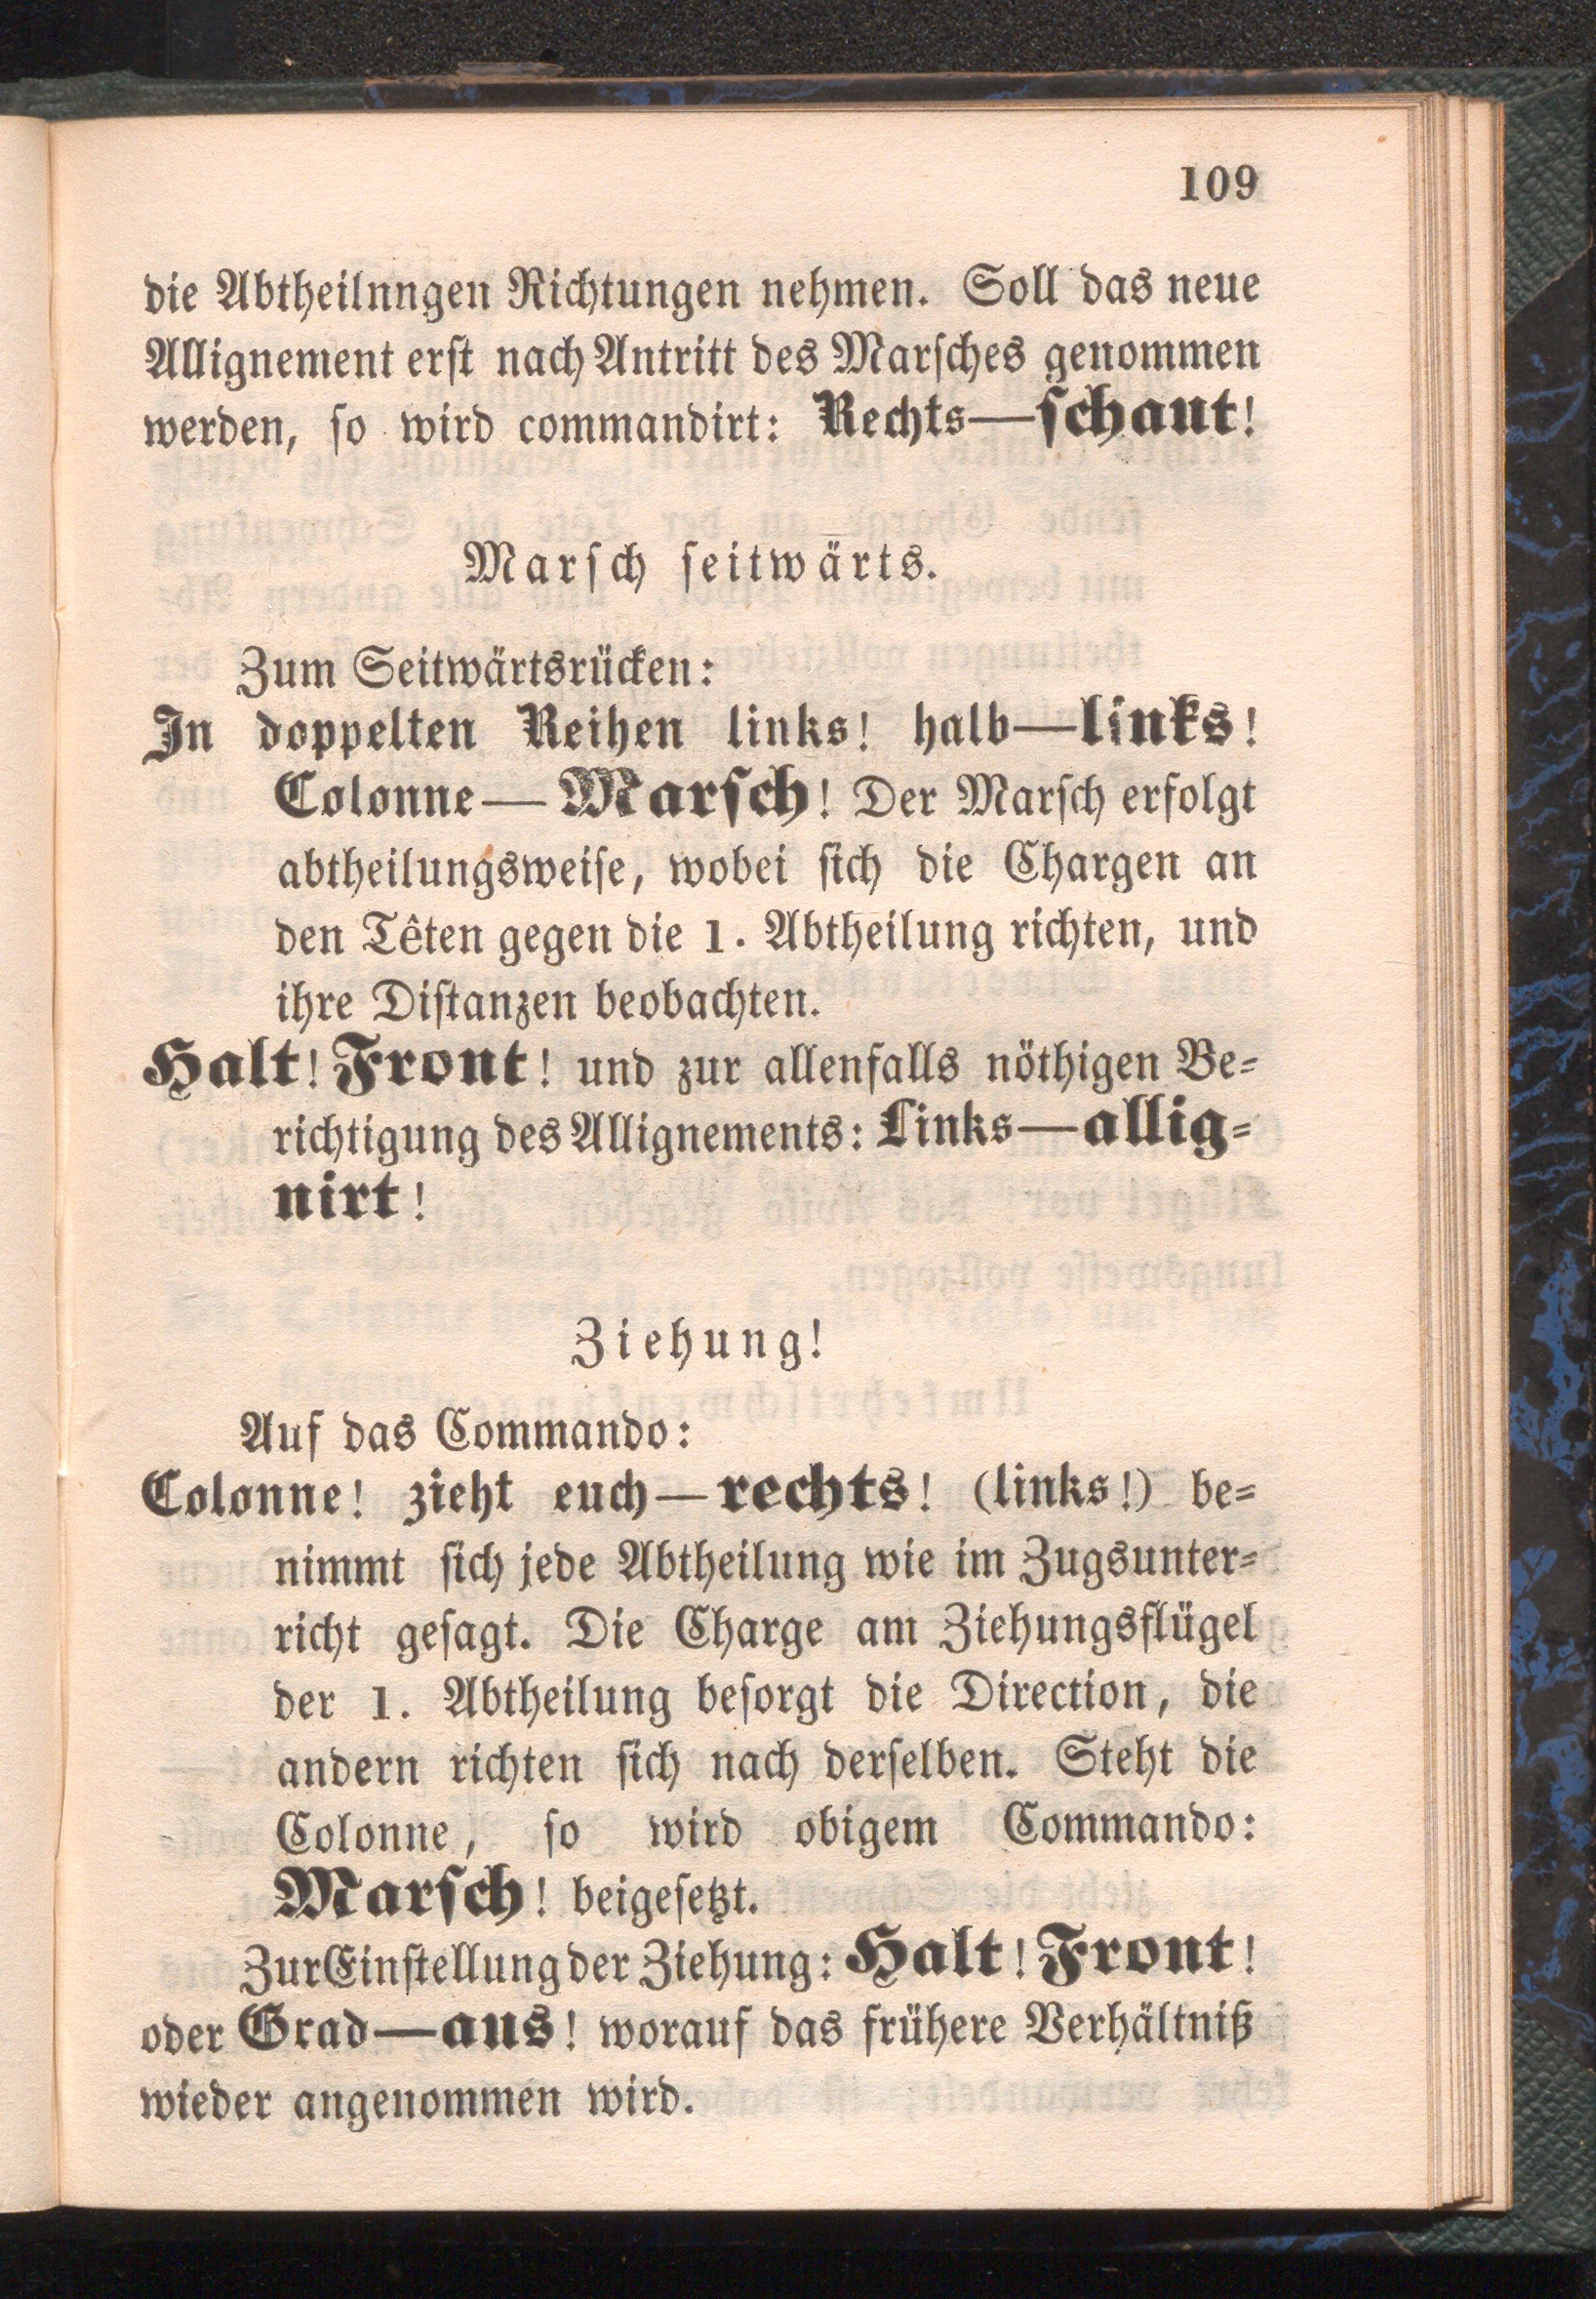 109
die Abtheilnngen Richtungen nehmen. Soll das neue
Allignement erst nach Antritt des Marsches genommen
werden, so wird commandirt: Rechts—schaut!
Marsch seitwärts.
Zum Seitwärtsrücken:
In doppelten Reihen links! halb—links!
Colonne—Marsch! Der Marsch erfolgt
abtheilungsweise, wobei sich die Chargen an
den Têten gegen die 1. Abtheilung richten, und
ihre Distanzen beobachten.
Halt! Front! und zur allenfalls nöthigen Be-
richtigung des Allignements: Links—allig-
nirt!
Ziehung!
Auf das Commando:
Colonne! zieht euch—rechts! (links!) be-
nimmt sich jede Abtheilung wie im Zugsunter-
richt gesagt. Die Charge am Ziehungsflügel
der 1. Abtheilung besorgt die Direction, die
andern richten sich nach derselben. Steht die
Colonne, so wird obigem Commando:
Marsch! beigesetzt.
Zur Einstellung der Ziehung: Halt! Front!
oder Grad—aus! worauf das frühere Verhältniß
wieder angenommen wird.